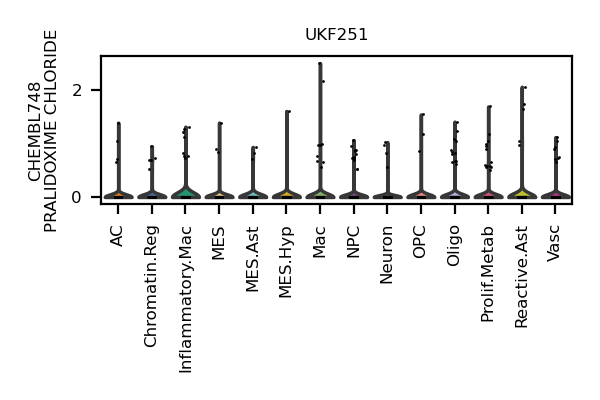 UKF251
CHEMBL748
PRALIDOXIME CHLORIDE
2
0
AC
Chromatin.Reg
Inflammatory.Mac
MES
MES.Ast
MES.Hyp
Mac
NPC
Neuron
OPC
Oligo
Prolif.Metab
Reactive.Ast
Vasc